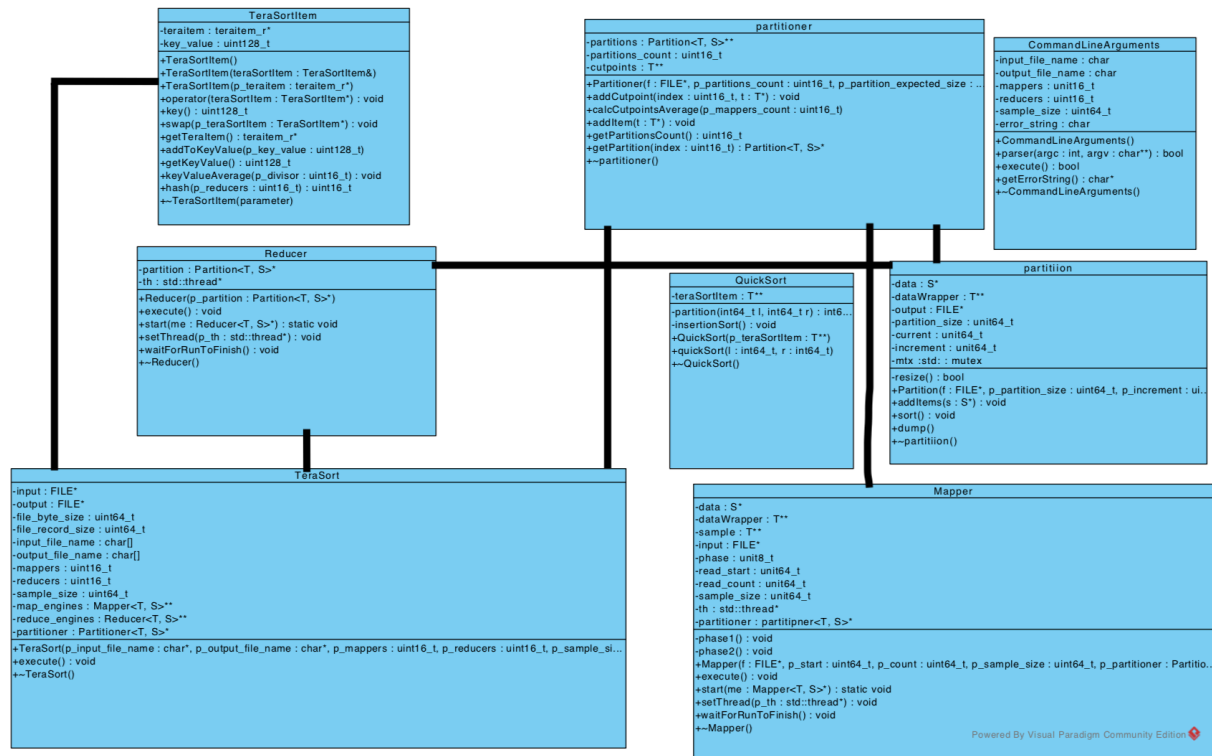 TeraSortItem
-teraitem : teraitem_r*
-key_value : uint128_t
+TeraSortItem()
+TeraSortItem(teraSortItem : TeraSortItem&)
+TeraSortItem(p_teraitem : teraitem_r*)
+operator(teraSortItem : TeraSortItem*) : void
+key() : uint128_t
+swap(p_teraSortItem : TeraSortItem*) : void
+getTeraItem() : teraitem_r*
+addToKeyValue(p_key_value : uint128_t)
+getKeyValue() : uint128_t
+keyValueAverage(p_divisor : uint16_t) : void
+hash(p_reducers : uint16_t) : uint16_t
+~TeraSortItem(parameter)
partitioner
-partitions : Partition<T, S>**
-partitions_count : uint16_t
-cutpoints : T**
+Partitioner(f : FILE*, p_partitions_count : uint16_t, p_partition_expected_size : ...
+addCutpoint(index : uint16_t, t : T*) : void
+calcCutpointsAverage(p_mappers_count : uint16_t)
+addItem(t : T*) : void
+getPartitionsCount() : uint16_t
+getPartition(index : uint16_t) : Partition<T, S>*
+~partitioner()
CommandLineArguments
-input_file_name : char
-output_file_name : char
-mappers : unit16_t
-reducers : uint16_t
-sample_size : uint64_t
-error_string : char
+CommandLineArguments()
+parser(argc : int, argv : char**) : bool
+execute() : bool
+getErrorString() : char*
+~CommandLineArguments()
Reducer
-partition : Partition<T, S>*
-th : std::thread*
+Reducer(p_partition : Partition<T, S>*)
+execute() : void
+start(me : Reducer<T, S>*) : static void
+setThread(p_th : std::thread*) : void
+waitForRunToFinish() : void
+~Reducer()
QuickSort
-teraSortItem : T**
-partition(int64_t l, int64_t r) : int6...
-insertionSort() : void
+QuickSort(p_teraSortItem : T**)
+quickSort(l : int64_t, r : int64_t)
+~QuickSort()
partitiion
-data : S*
-dataWrapper : T**
-output : FILE*
-partition_size : unit64_t
-current : unit64_t
-increment : unit64_t
-mtx :std: : mutex
-resize() : bool
+Partition(f : FILE*, p_partition_size : uint64_t, p_increment : ui...
+addItems(s : S*) : void
+sort() : void
+dump()
+~partitiion()
TeraSort
-input : FILE*
-output : FILE*
-file_byte_size : uint64_t
-file_record_size : uint64_t
-input_file_name : char[]
-output_file_name : char[]
-mappers : uint16_t
-reducers : uint16_t
-sample_size : uint64_t
-map_engines : Mapper<T, S>**
-reduce_engines : Reducer<T, S>**
-partitioner : Partitioner<T, S>*
+TeraSort(p_input_file_name : char*, p_output_file_name : char*, p_mappers : uint16_t, p_reducers : uint16_t, p_sample_si...
+execute() : void
+~TeraSort()
Mapper
-data : S*
-dataWrapper : T**
-sample : T**
-input : FILE*
-phase : unit8_t
-read_start : unit64_t
-read_count : unit64_t
-sample_size : unit64_t
-th : std::thread*
-partitioner : partitipner<T, S>*
-phase1() : void
-phase2() : void
+Mapper(f : FILE*, p_start : uint64_t, p_count : uint64_t, p_sample_size : uint64_t, p_partitioner : Partitio...
+execute() : void
+start(me : Mapper<T, S>*) : static void
+setThread(p_th : std::thread*) : void
+waitForRunToFinish() : void
+~Mapper()
Powered By Visual Paradigm Community Edition